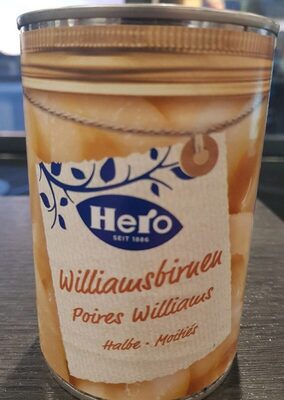 Hero
SEIT 1886
Williamsbirnen
Poires Williams
Halbe - Moitiés